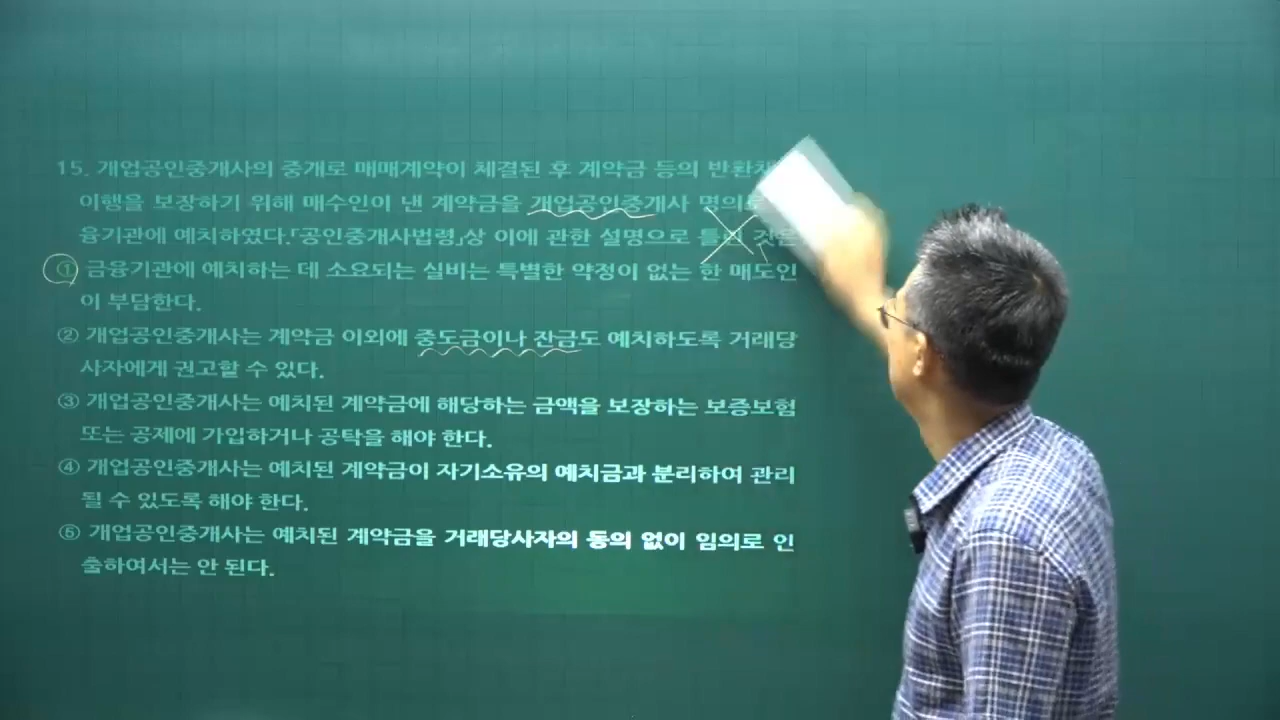 15. 개업공인중개사의 중개로 매매계약이 체결된 후 계약금 등의 반환채
이행을 보장하기 위해 매수인이 낸 계약금을 개업공인중개사 명의로
융기관에 예치하였다.「공인중개사법령」상 이에 관한 설명으로 틀린 것은
① 금융기관에 예치하는 데 소요되는 실비는 특별한 약정이 없는 한 매도인
이 부담한다.
② 개업공인중개사는 계약금 이외에 중도금이나 잔금도 예치하도록 거래당
사자에게 권고할 수 있다.
③ 개업공인중개사는 예치된 계약금에 해당하는 금액을 보장하는 보증보험
또는 공제에 가입하거나 공탁을 해야 한다.
④ 개업공인중개사는 예치된 계약금이 자기소유의 예치금과 분리하여 관리
될 수 있도록 해야 한다.
⑤ 개업공인중개사는 예치된 계약금을 거래당사자의 동의 없이 임의로 인
출하여서는 안 된다.